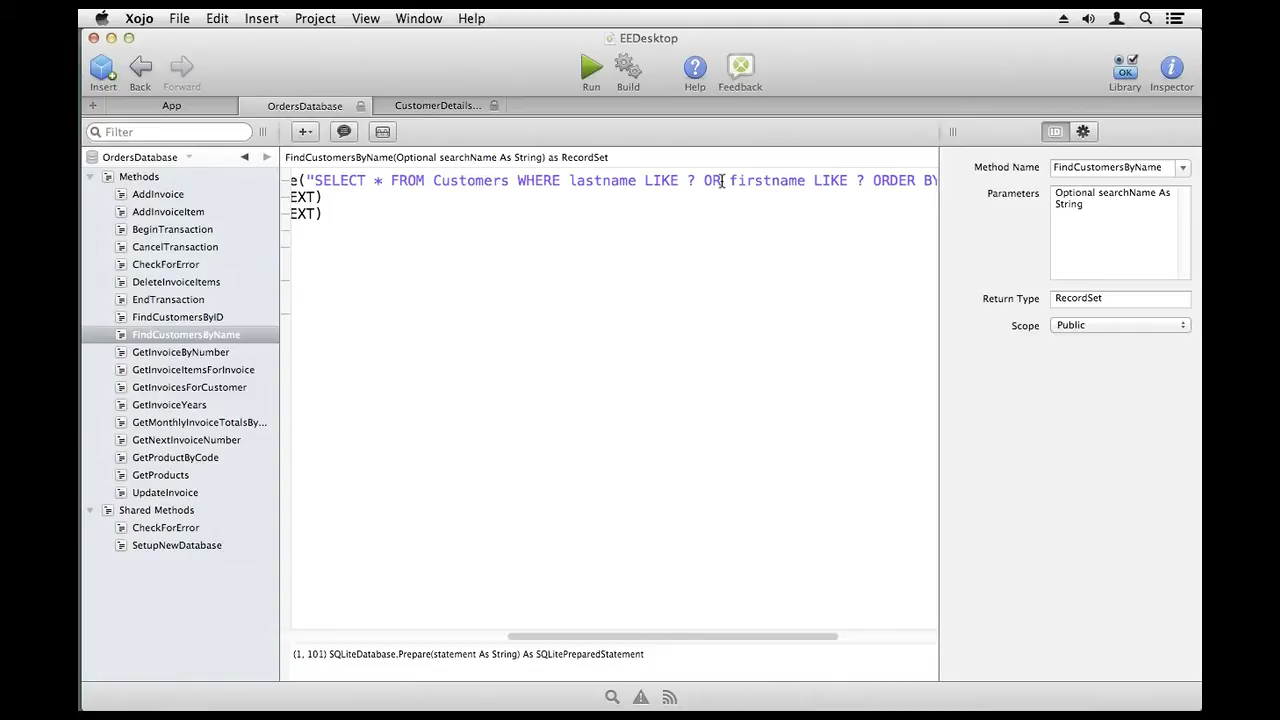 Xojo File Edit Insert Project View Window Help
EEDesktop
Insert Back Forward Run Build Help Feedback OK Library Inspector
App OrdersDatabase CustomerDetails...
Filter
OrdersDatabase
FindCustomersByName(Optional searchName As String) as RecordSet
Methods
AddInvoice
AddInvoiceItem
BeginTransaction
CancelTransaction
CheckForError
DeleteInvoiceItems
EndTransaction
FindCustomersByID
FindCustomersByName
GetInvoiceByNumber
GetInvoiceItemsForInvoice
GetInvoicesForCustomer
GetInvoiceYears
GetMonthlyInvoiceTotalsBy...
GetNextInvoiceNumber
GetProductByCode
GetProducts
UpdateInvoice
Shared Methods
CheckForError
SetupNewDatabase
e("SELECT * FROM Customers WHERE lastname LIKE ? OR firstname LIKE ? ORDER BY
EXT)
EXT)
(1, 101) SQLiteDatabase.Prepare(statement As String) As SQLitePreparedStatement
ID
Method Name FindCustomersByName
Parameters Optional searchName As
String
Return Type RecordSet
Scope Public